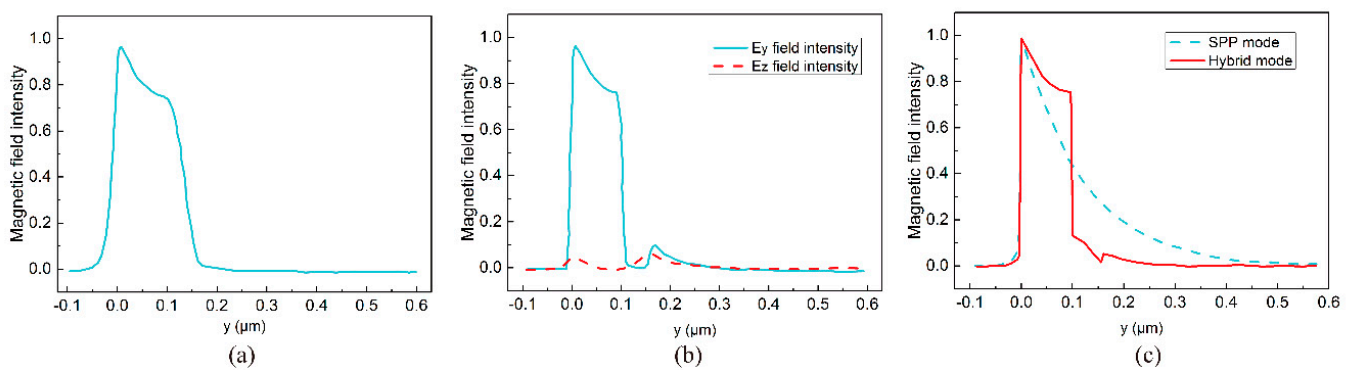 1.0
0.8
0.6
0.4
0.2
0.0
Magnetic field intensity
-0.1 0.0 0.1 0.2 0.3 0.4 0.5 0.6
y (μm)
(a)
Ey field intensity
Ez field intensity
1.0
0.8
0.6
0.4
0.2
0.0
Magnetic field intensity
-0.1 0.0 0.1 0.2 0.3 0.4 0.5 0.6
y (μm)
(b)
SPP mode
Hybrid mode
1.0
0.8
0.6
0.4
0.2
0.0
Magnetic field intensity
-0.1 0.0 0.1 0.2 0.3 0.4 0.5 0.6
y (μm)
(c)